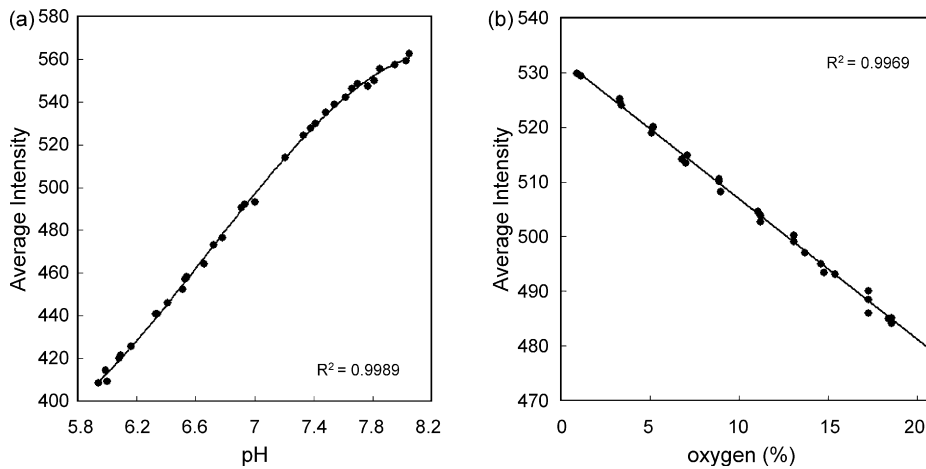 (a)
580
560
540
520
500
480
460
440
420
400
Average Intensity
R² = 0.9989
5.8 6.2 6.6 7 7.4 7.8 8.2
pH
(b)
540
530
520
510
500
490
480
470
Average Intensity
R² = 0.9969
0 5 10 15 20
oxygen (%)